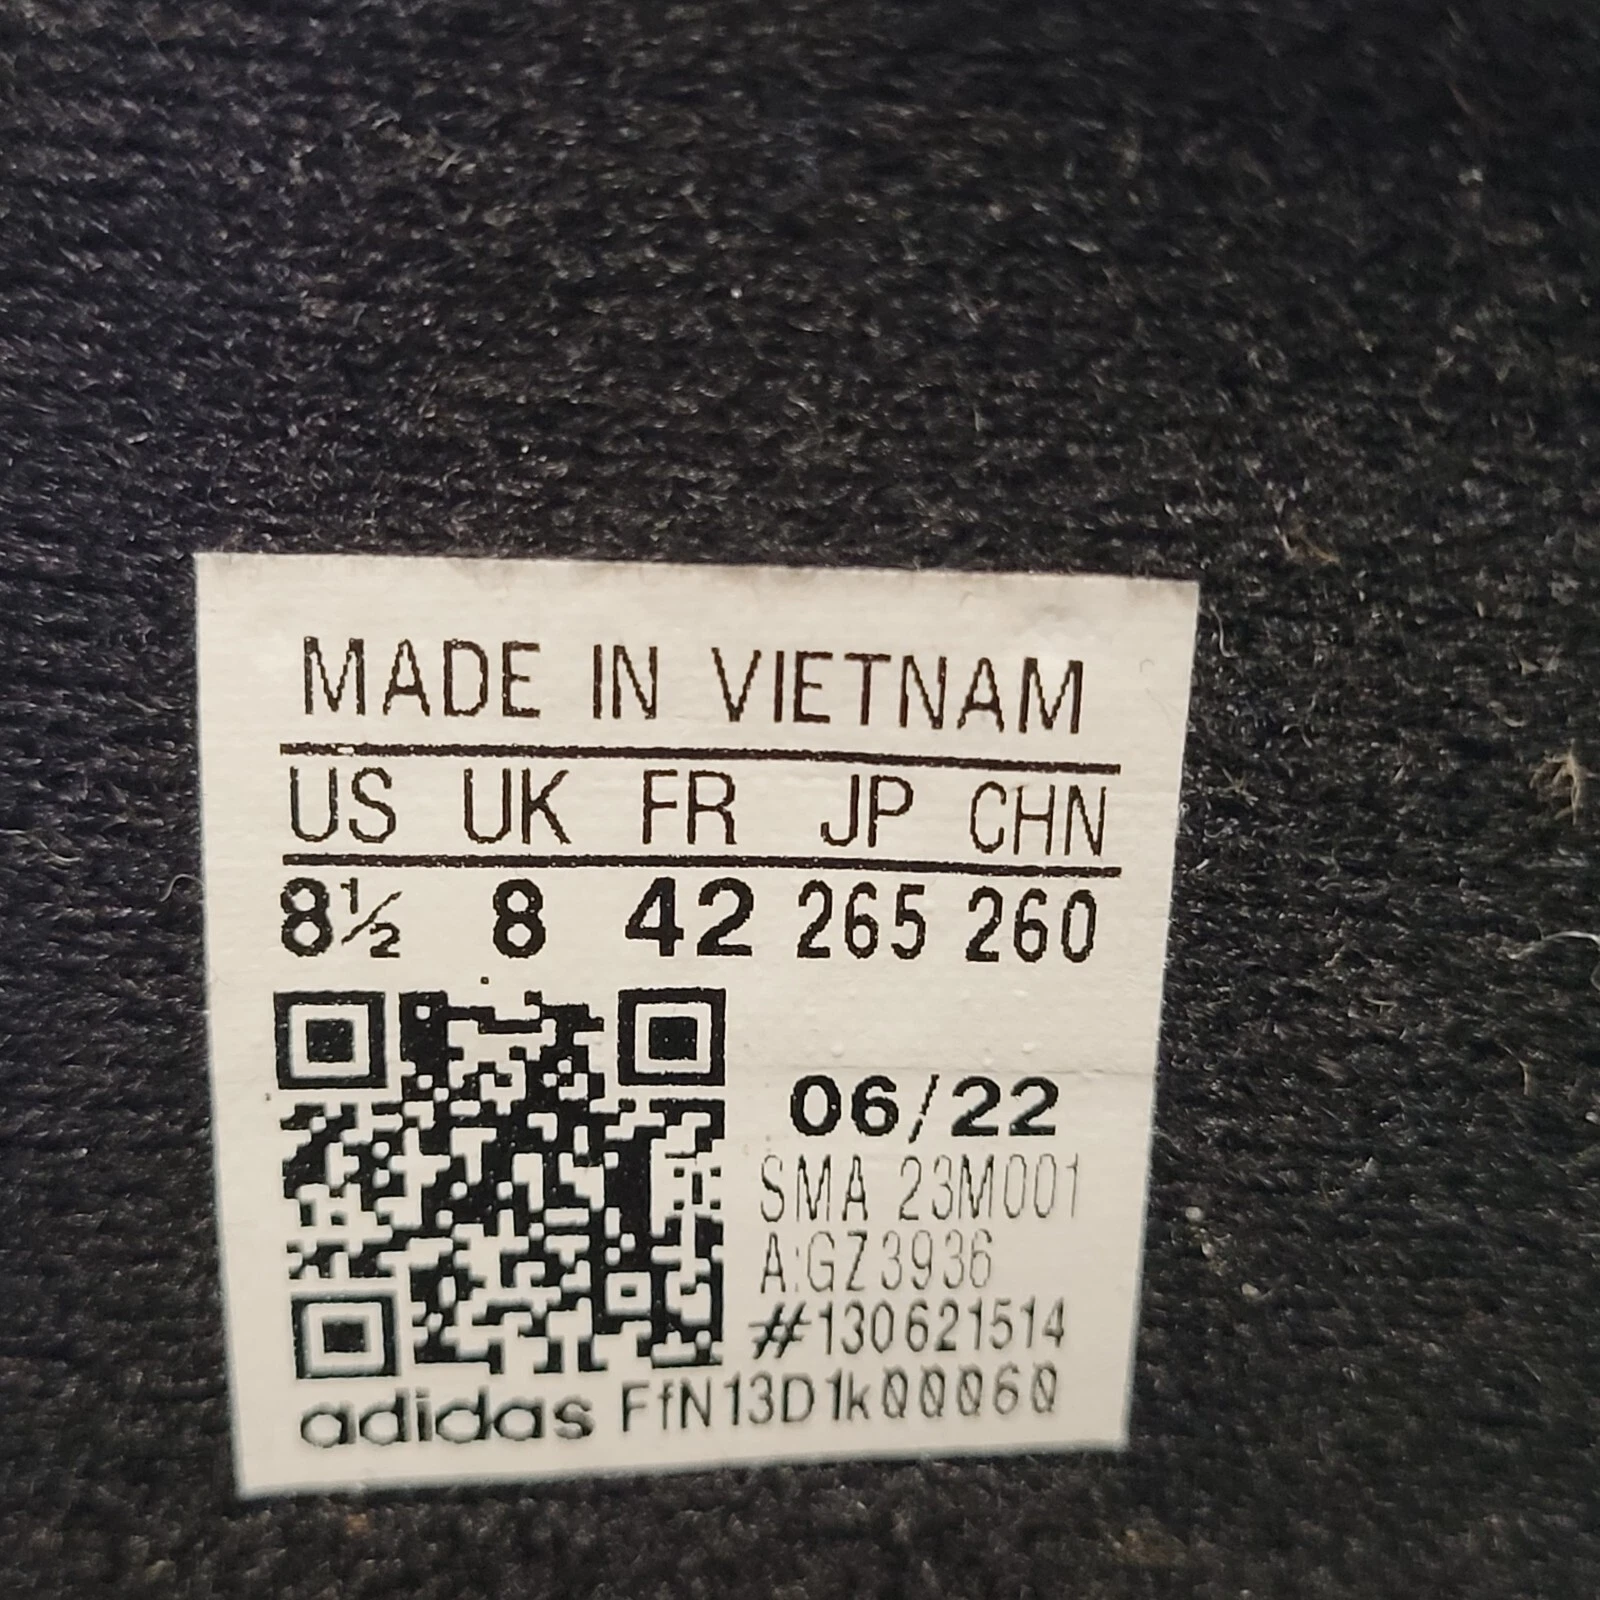 MADE IN VIETNAM
US UK FR JP CHN
8½ 8 42 265 260
06/22
SMA 23M001
A:GZ3936
#130621514
adidas FfN13D1k00060